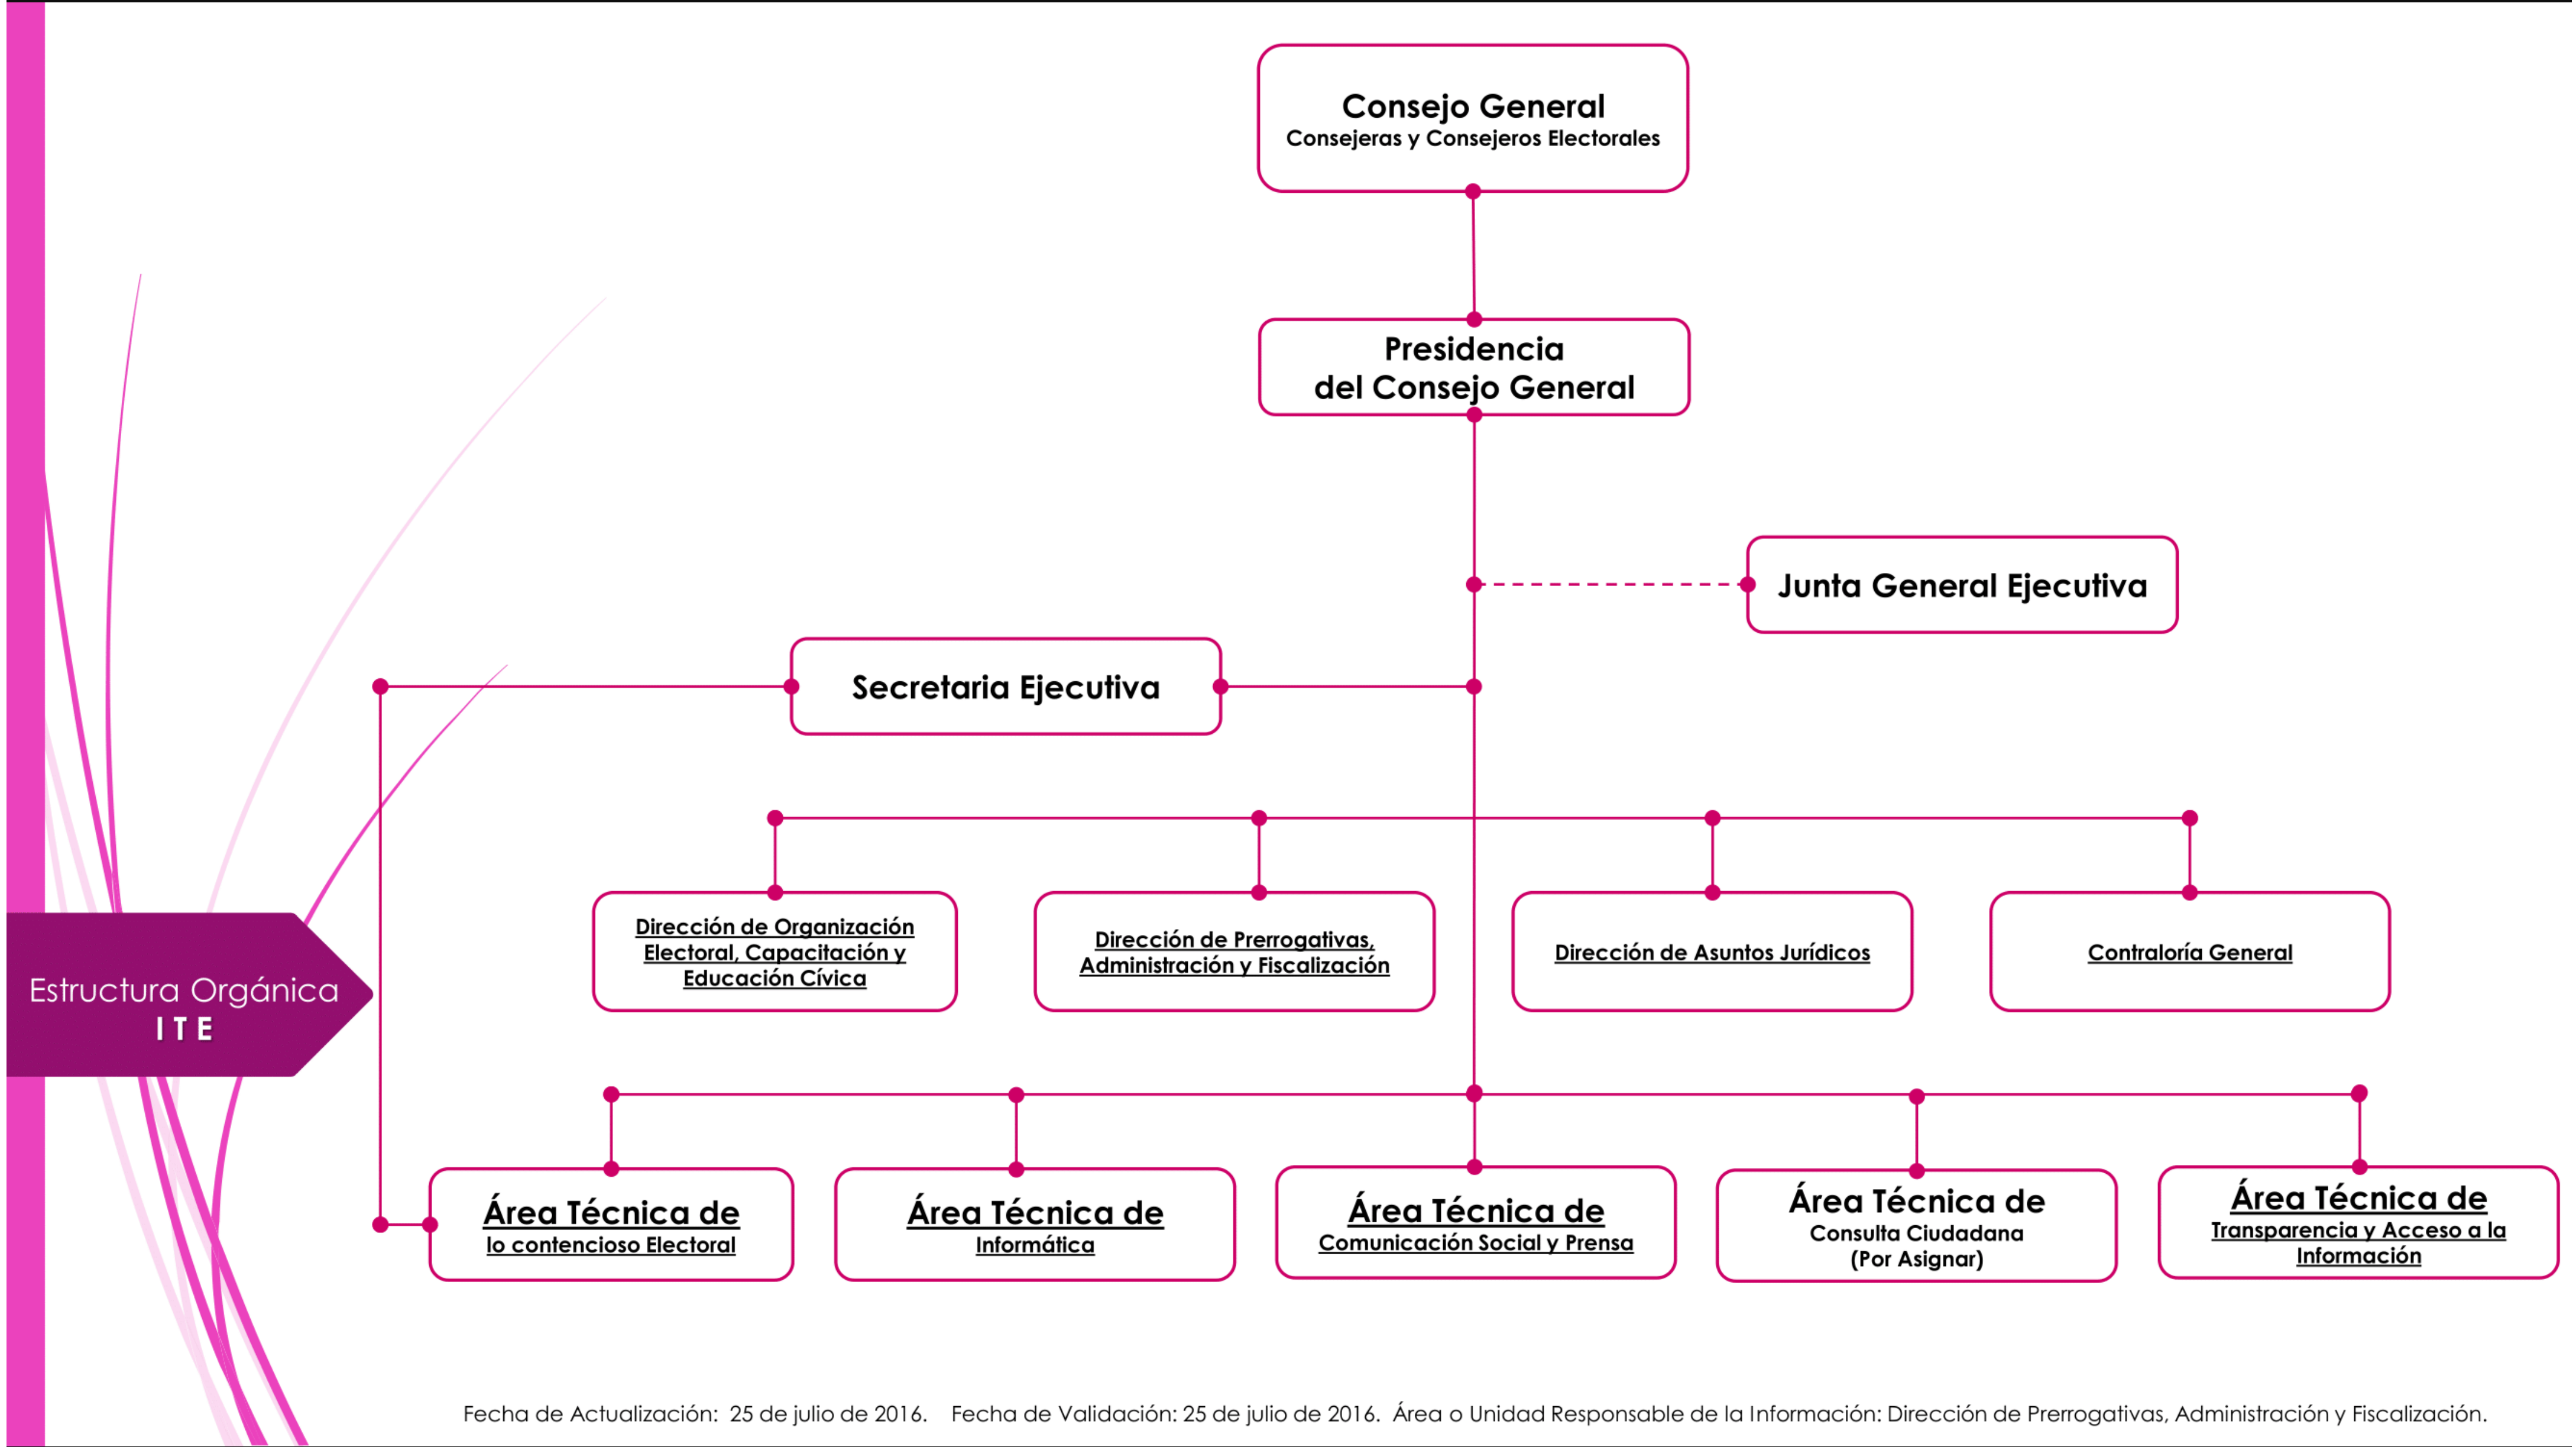 Consejo General
Consejeras y Consejeros Electorales
Presidencia
del Consejo General
Junta General Ejecutiva
Secretaria Ejecutiva
Dirección de Organización
Electoral, Capacitación y
Educación Cívica
Dirección de Prerrogativas,
Administración y Fiscalización
Dirección de Asuntos Jurídicos
Contraloría General
Estructura Orgánica
I T E
Área Técnica de
lo contencioso Electoral
Área Técnica de
Informática
Área Técnica de
Comunicación Social y Prensa
Área Técnica de
Consulta Ciudadana
(Por Asignar)
Área Técnica de
Transparencia y Acceso a la
Información
Fecha de Actualización: 25 de julio de 2016. Fecha de Validación: 25 de julio de 2016. Área o Unidad Responsable de la Información: Dirección de Prerrogativas, Administración y Fiscalización.